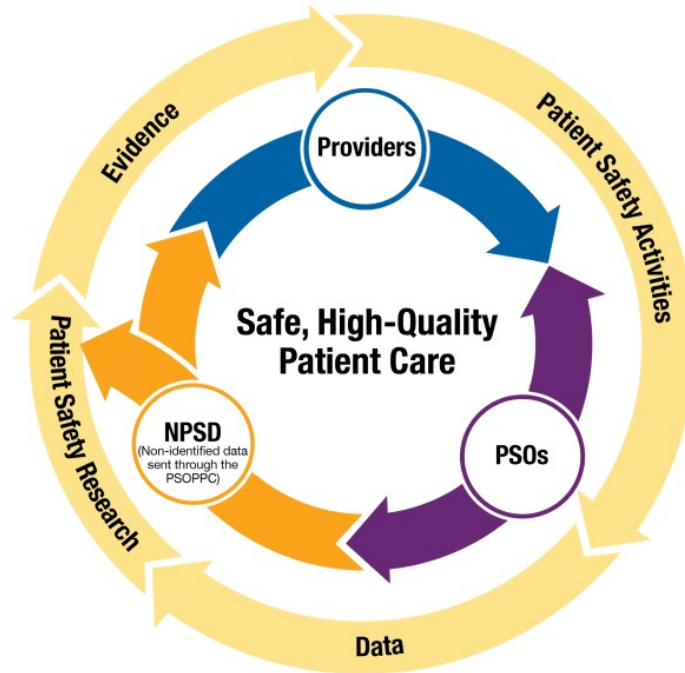 Evidence
Patient Safety Activities
Providers
Safe, High-Quality
Patient Care
Patient Safety Research
NPSD
(Non-identified data
sent through the
PSOPPC)
PSOs
Data